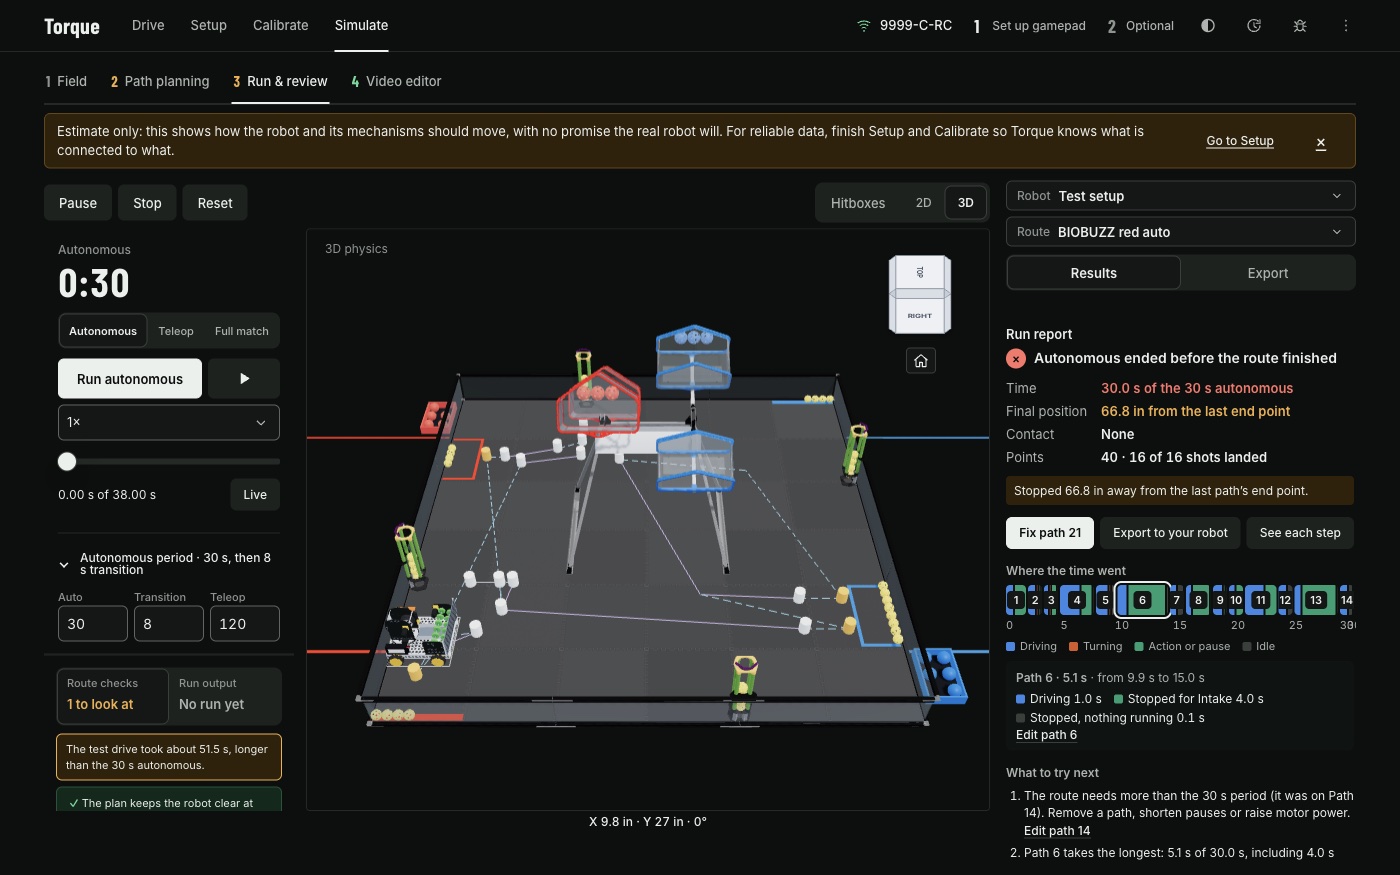 Torque
Drive
Setup
Calibrate
Simulate
9999-C-RC
1 Set up gamepad
2 Optional
1 Field
2 Path planning
3 Run & review
4 Video editor
Estimate only: this shows how the robot and its mechanisms should move, with no promise the real robot will. For reliable data, finish Setup and Calibrate so Torque knows what is
connected to what.
Go to Setup
×
Pause
Stop
Reset
Hitboxes
2D
3D
Autonomous
0:30
Autonomous
Teleop
Full match
Run autonomous
1×
0.00 s of 38.00 s
Live
Autonomous period · 30 s, then 8
s transition
Auto
Transition
Teleop
30
8
120
Route checks
1 to look at
Run output
No run yet
The test drive took about 51.5 s, longer
than the 30 s autonomous.
✓ The plan keeps the robot clear at
3D physics
TOP
RIGHT
X 9.8 in · Y 27 in · 0°
Robot Test setup
Route BIOBUZZ red auto
Results
Export
Run report
Autonomous ended before the route finished
Time 30.0 s of the 30 s autonomous
Final position 66.8 in from the last end point
Contact None
Points 40 · 16 of 16 shots landed
Stopped 66.8 in away from the last path's end point.
Fix path 21
Export to your robot
See each step
Where the time went
1 2 3 4 5 6 7 8 9 10 11 12 13 14
0 5 10 15 20 25 30
Driving
Turning
Action or pause
Idle
Path 6 · 5.1 s · from 9.9 s to 15.0 s
Driving 1.0 s
Stopped for Intake 4.0 s
Stopped, nothing running 0.1 s
Edit path 6
What to try next
1. The route needs more than the 30 s period (it was on Path
14). Remove a path, shorten pauses or raise motor power.
Edit path 14
2. Path 6 takes the longest: 5.1 s of 30.0 s, including 4.0 s